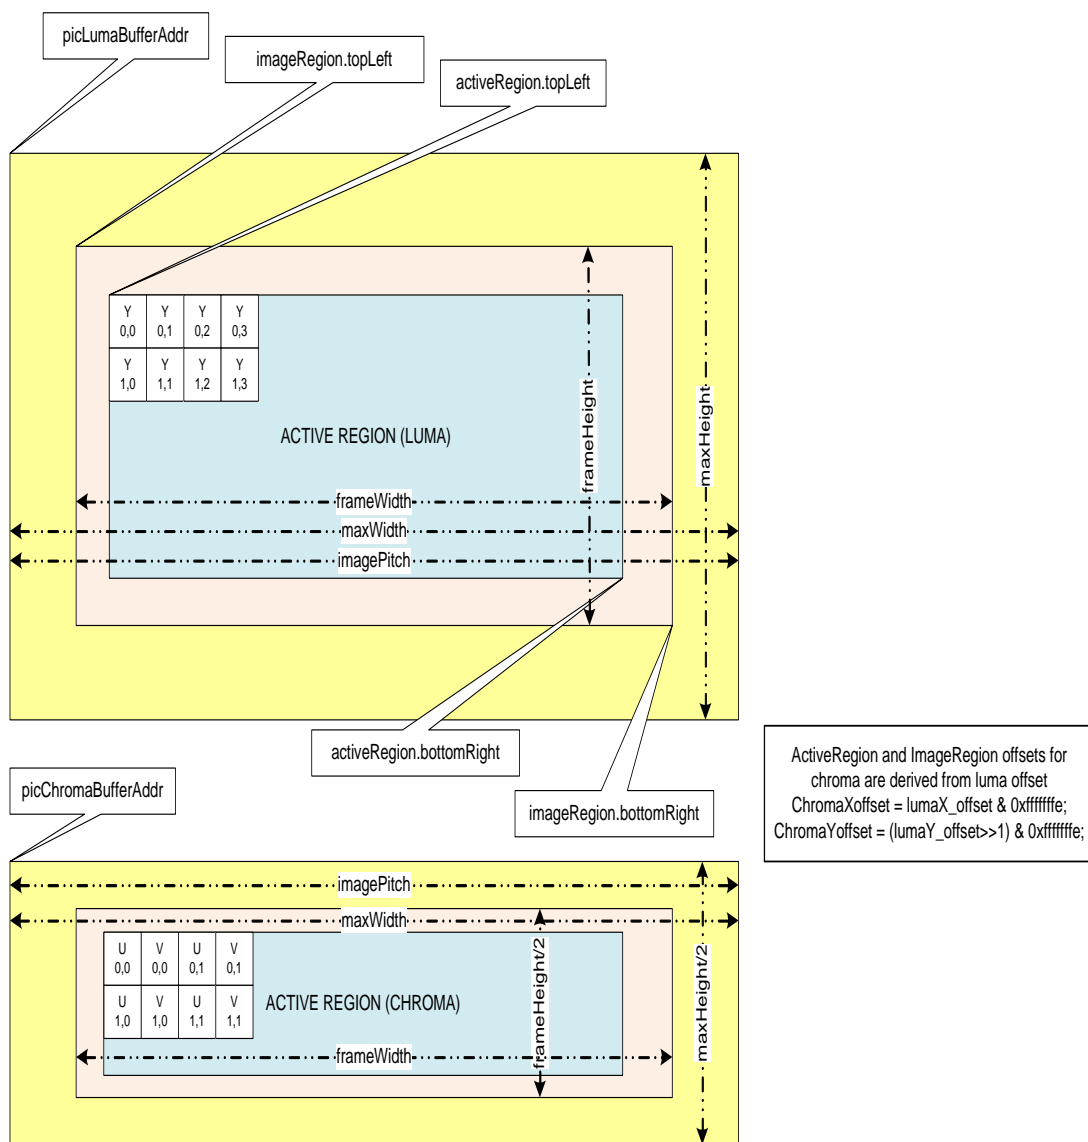 picLumaBufferAddr
imageRegion.topLeft
activeRegion.topLeft
Y Y Y Y
0,0 0,1 0,2 0,3
Y Y Y Y
1,0 1,1 1,2 1,3
ACTIVE REGION (LUMA)
frameHeight
maxHeight
frameWidth
maxWidth
imagePitch
activeRegion.bottomRight
imageRegion.bottomRight
ActiveRegion and ImageRegion offsets for
chroma are derived from luma offset
ChromaXoffset = lumaX_offset & 0xfffffffe;
ChromaYoffset = (lumaY_offset>>1) & 0xfffffffe;
picChromaBufferAddr
imagePitch
maxWidth
U V U V
0,0 0,0 0,1 0,1
U V U V
1,0 1,0 1,1 1,1
ACTIVE REGION (CHROMA)
frameHeight/2
maxHeight/2
frameWidth